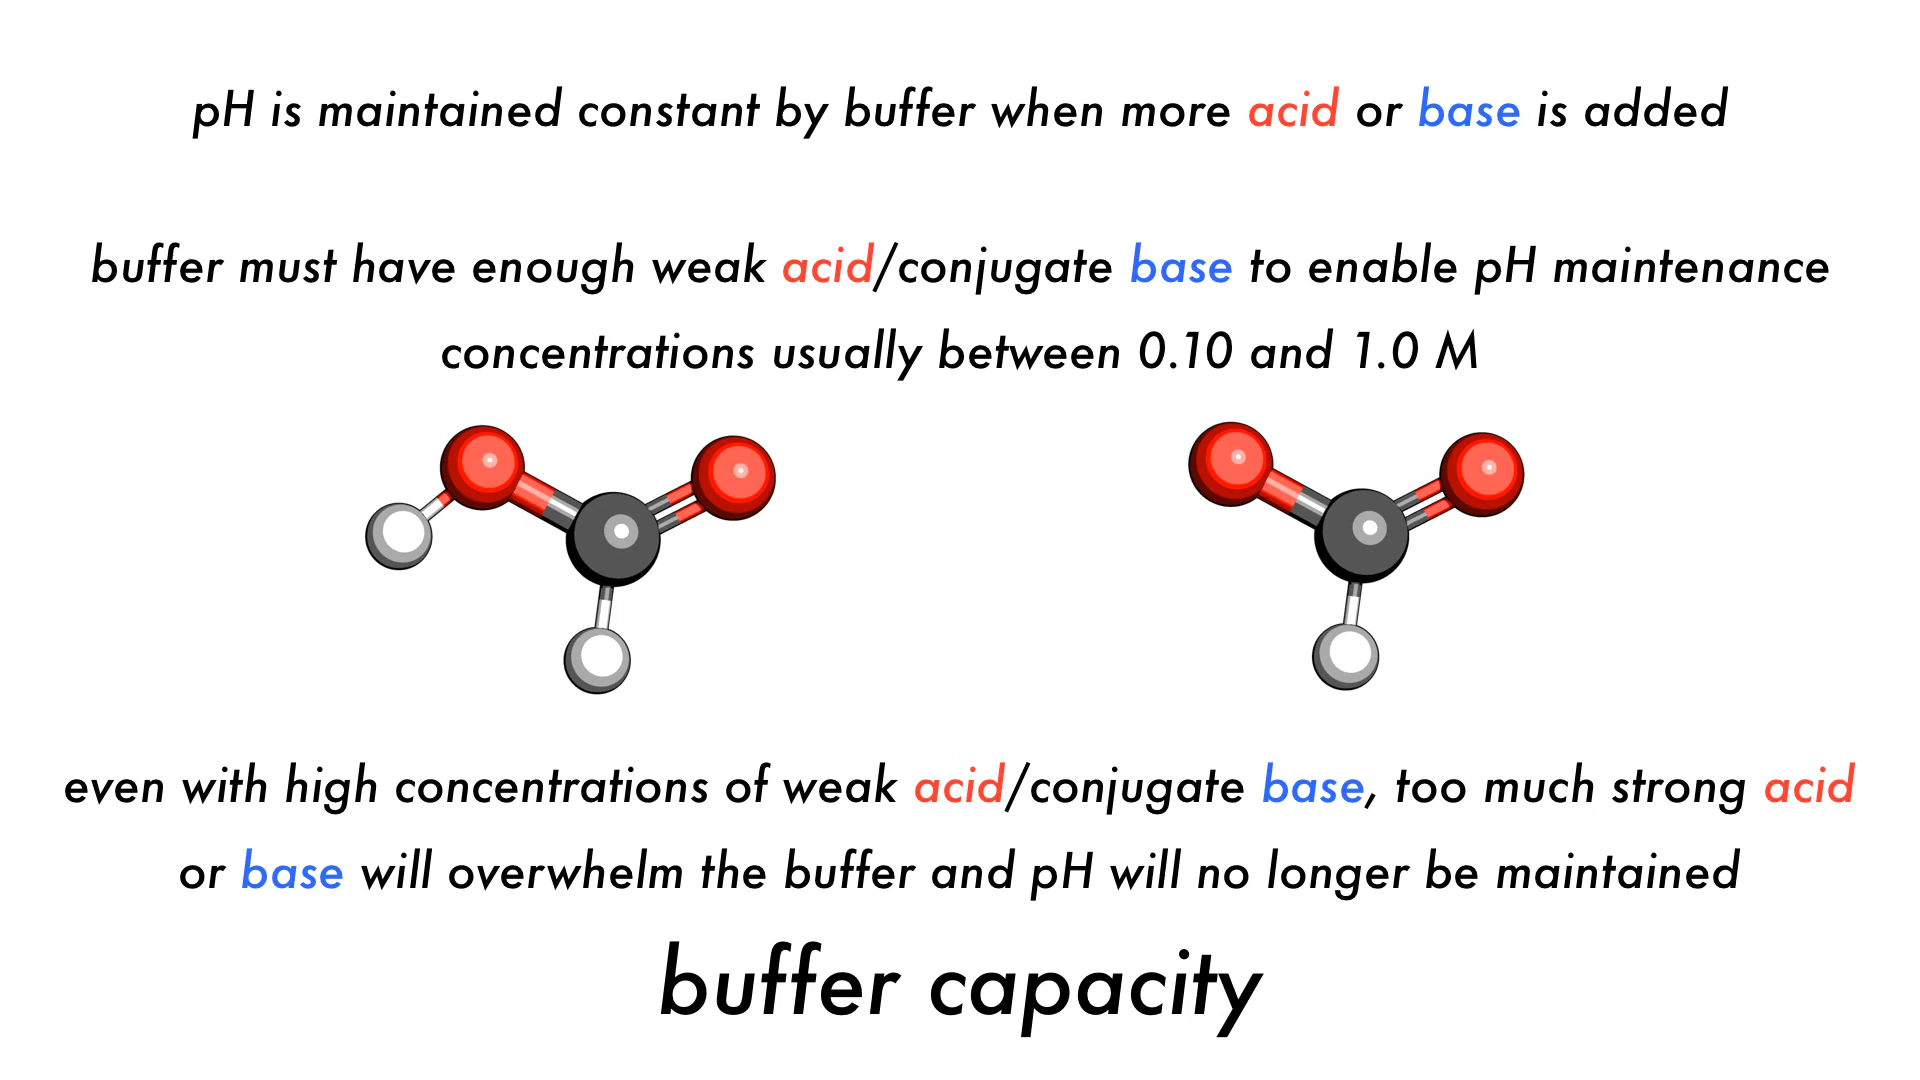 pH is maintained constant by buffer when more acid or base is added
buffer must have enough weak acid/conjugate base to enable pH maintenance
concentrations usually between 0.10 and 1.0 M
even with high concentrations of weak acid/conjugate base, too much strong acid
or base will overwhelm the buffer and pH will no longer be maintained
buffer capacity